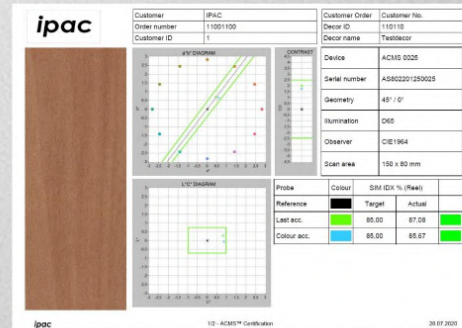 ipac
Customer IPAC
Order number 11001100
Customer ID 1
Customer Order Customer No.
Decor ID 110110
Decor name Testdecor
a*b* DIAGRAM
CONTRAST
Device ACMS 0025
Serial number AS802201250025
Geometry 45° / 0°
Illumination D65
Observer CIE1964
Scan area 150 x 80 mm
L*C* DIAGRAM
Probe Colour SIM IDX % (Reel)
Reference Target Actual
Last acc. 85.00 87.08
Colour acc. 85.00 85.67
ipac 1/2 - ACMS™ Certification 20.07.2020